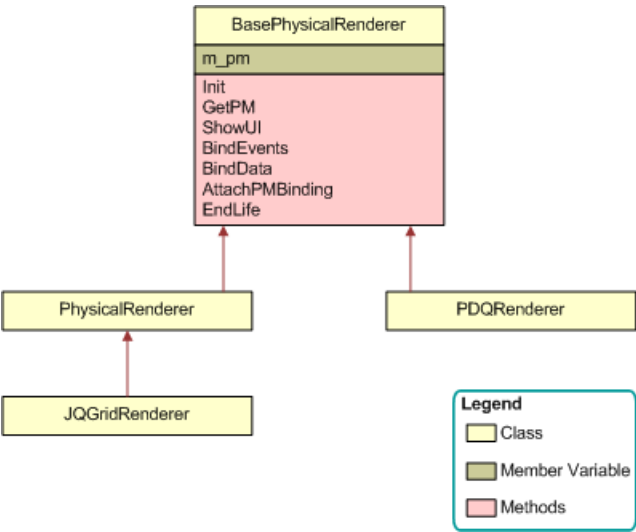 BasePhysicalRenderer
m_pm
Init
GetPM
ShowUI
BindEvents
BindData
AttachPMBinding
EndLife
PhysicalRenderer
PDQRenderer
JQGridRenderer
Legend
Class
Member Variable
Methods